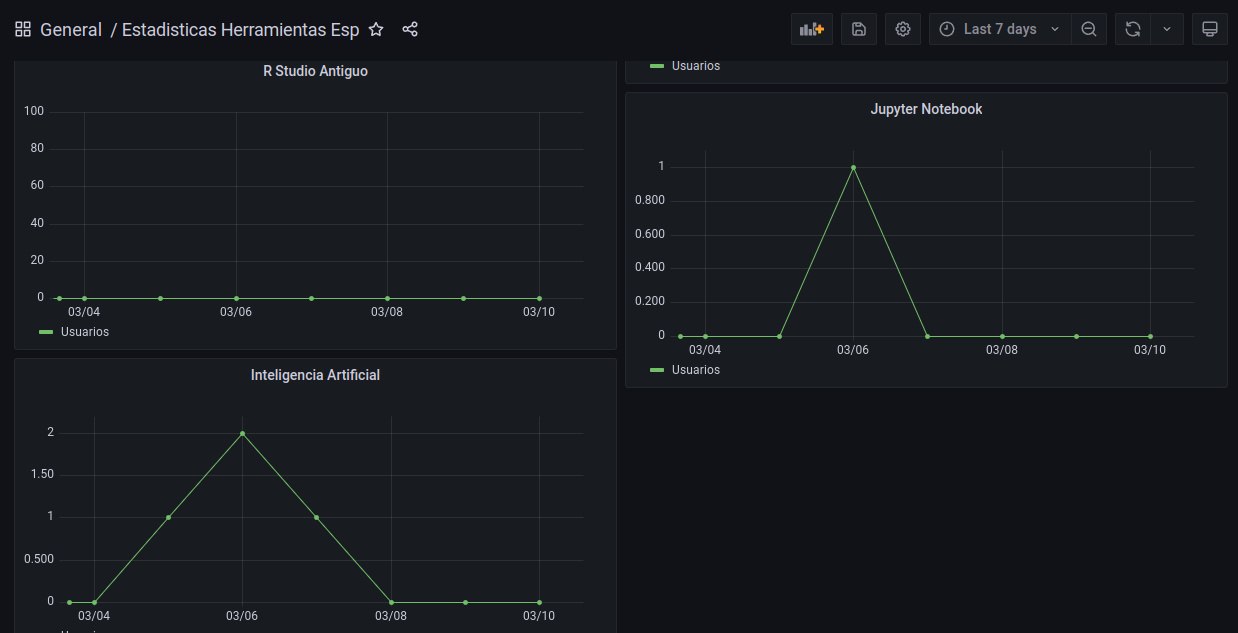 General / Estadisticas Herramientas Esp
Last 7 days
R Studio Antiguo
100
80
60
40
20
0
03/04 03/06 03/08 03/10
Usuarios
Inteligencia Artificial
2
1.50
1
0.500
0
03/04 03/06 03/08 03/10
Usuarios
Jupyter Notebook
1
0.800
0.600
0.400
0.200
0
03/04 03/06 03/08 03/10
Usuarios